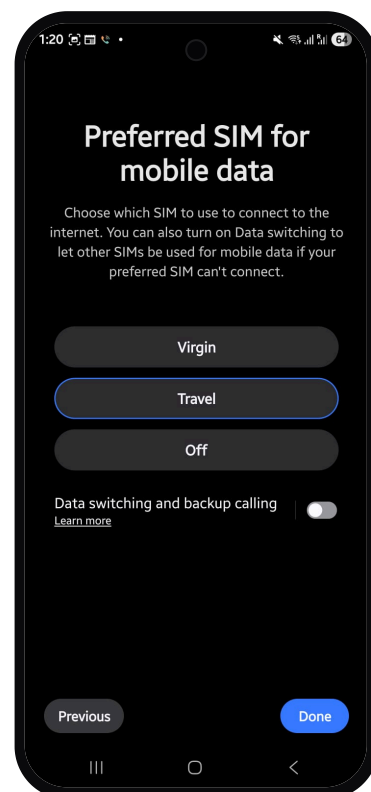 1:20
64
Preferred SIM for
mobile data
Choose which SIM to use to connect to the
internet. You can also turn on Data switching to
let other SIMs be used for mobile data if your
preferred SIM can't connect.
Virgin
Travel
Off
Data switching and backup calling
Learn more
Previous
Done